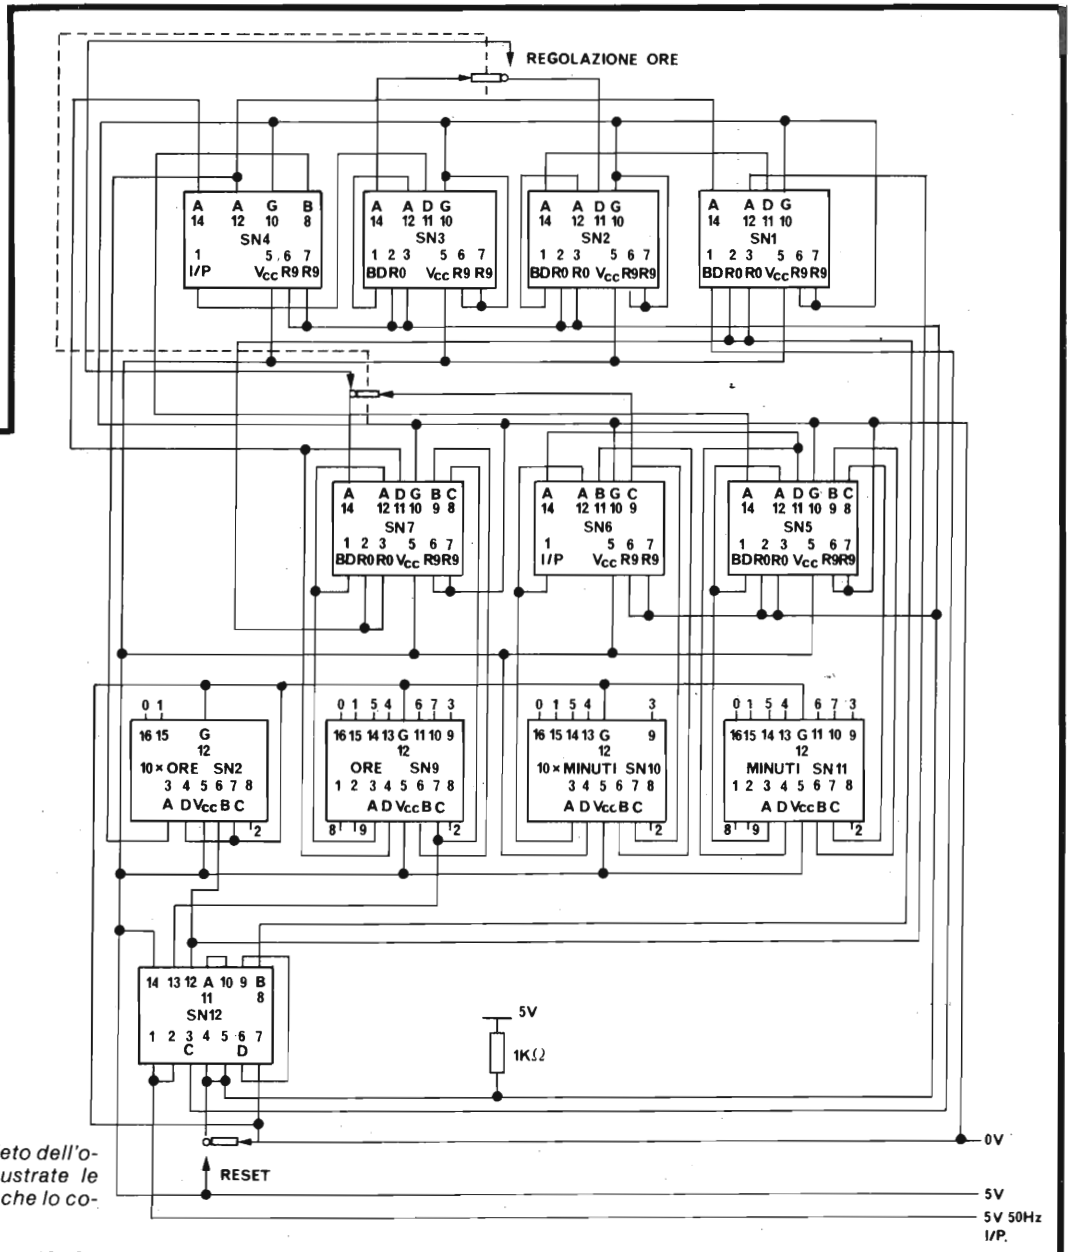 REGOLAZIONE ORE
A A G B
14 12 10 8
SN4
1 5 6 7
I/P VCC R9 R9
A A D G
14 12 11 10
SN3
1 2 3 5 6 7
BD R0 VCC R9 R9
A A D G
14 12 11 10
SN2
1 2 3 5 6 7
BD R0 R0 VCC R9 R9
A A D G
14 12 11 10
SN1
1 2 3 5 6 7
BD R0 R0 VCC R9 R9
A A D G B C
14 12 11 10 9 8
SN7
1 2 3 5 6 7
BD R0 R0 VCC R9 R9
A A B G C
14 12 11 10 9
SN6
1 5 6 7
I/P VCC R9 R9
A A D G B C
14 12 11 10 9 8
SN5
1 2 3 5 6 7
BD R0 R0 VCC R9 R9
0 1
16 15 G
12
10 × ORE SN2
3 4 5 6 7 8
A D VCC B C
2
0 1 5 4 6 7 3
16 15 14 13 G 11 10 9
12
ORE SN9
1 2 3 4 5 6 7 8
A D VCC B C
8 9 2
0 1 5 4 3
16 15 14 13 G 9
12
10 × MINUTI SN10
3 4 5 6 7 8
A D VCC B C
2
0 1 5 4 6 7 3
16 15 14 13 G 11 10 9
12
MINUTI SN11
1 2 3 4 5 6 7 8
A D VCC B C
8 9 2
14 13 12 A 10 9 B
11 8
SN12
1 2 3 4 5 6 7
C D
5V
1KΩ
0V
RESET
5V
5V 50Hz
I/P.
eto dell'o-
ustrate le
che lo co-